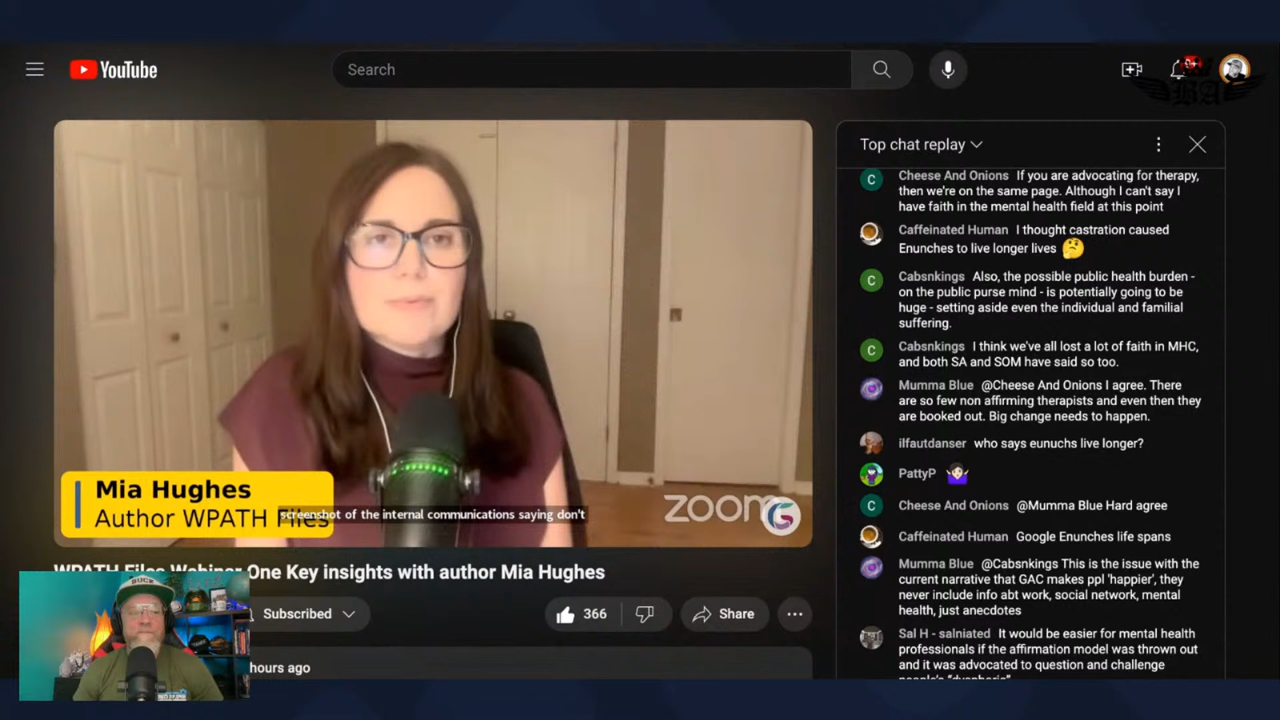 YouTube
Search
9+
BA
Top chat replay
Cheese And Onions If you are advocating for therapy,
then we're on the same page. Although I can't say I
have faith in the mental health field at this point
Caffeinated Human I thought castration caused
Enunches to live longer lives
Cabsnkings Also, the possible public health burden -
on the public purse mind - is potentially going to be
huge - setting aside even the individual and familial
suffering.
Cabsnkings I think we've all lost a lot of faith in MHC,
and both SA and SOM have said so too.
Mumma Blue @Cheese And Onions I agree. There
are so few non affirming therapists and even then they
are booked out. Big change needs to happen.
ilfautdanser who says eunuchs live longer?
PattyP
Cheese And Onions @Mumma Blue Hard agree
Caffeinated Human Google Enunches life spans
Mumma Blue @Cabsnkings This is the issue with the
current narrative that GAC makes ppl 'happier', they
never include info abt work, social network, mental
health, just anecdotes
Sal H - salniated It would be easier for mental health
professionals if the affirmation model was thrown out
and it was advocated to question and challenge
people's "dysphoria"
Mia Hughes
Author WPATH Files
screenshot of the internal communications saying don't
zoom
WPATH Files Webinar One Key insights with author Mia Hughes
BUCK
Subscribed
366
Share
hours ago